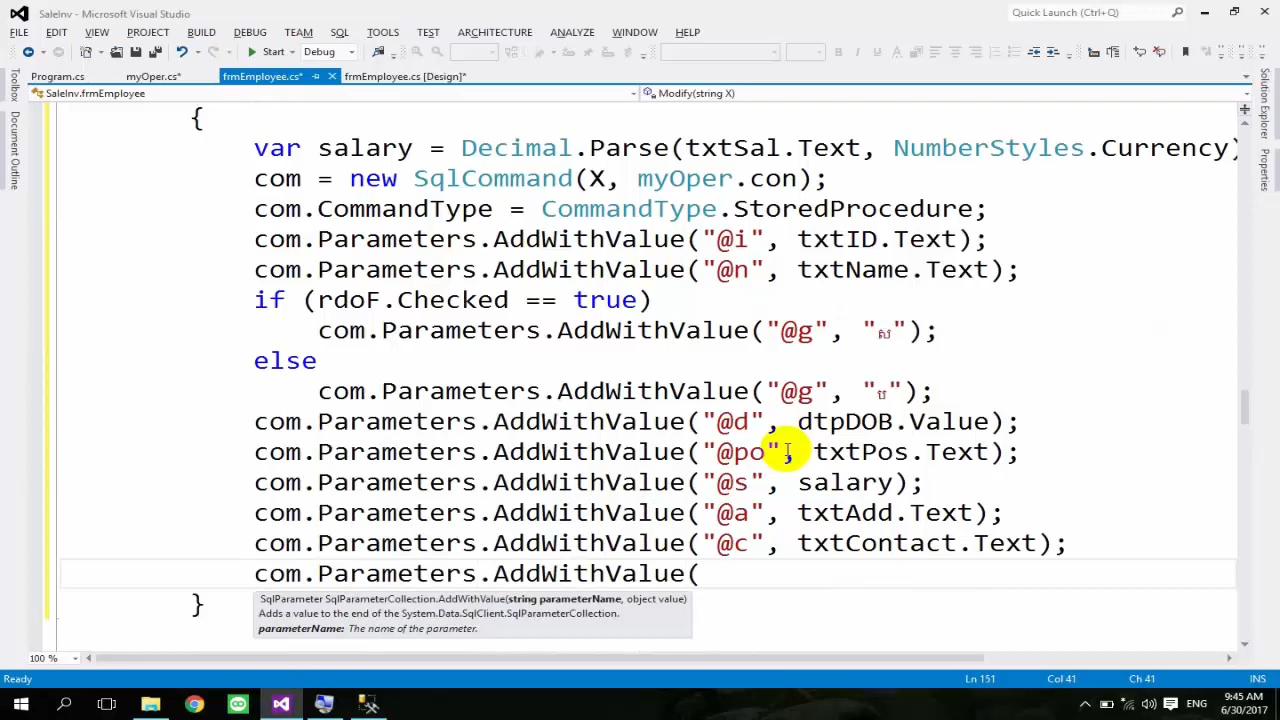 SaleInv - Microsoft Visual Studio
Quick Launch (Ctrl+Q)
FILE EDIT VIEW PROJECT BUILD DEBUG TEAM SQL TOOLS TEST ARCHITECTURE ANALYZE WINDOW HELP
Start Debug
Program.cs myOper.cs* frmEmployee.cs* frmEmployee.cs [Design]*
SaleInv.frmEmployee Modify(string X)
Toolbox
Document Outline
Solution Explorer
Properties
{
var salary = Decimal.Parse(txtSal.Text, NumberStyles.Currency)
com = new SqlCommand(X, myOper.con);
com.CommandType = CommandType.StoredProcedure;
com.Parameters.AddWithValue("@i", txtID.Text);
com.Parameters.AddWithValue("@n", txtName.Text);
if (rdoF.Checked == true)
com.Parameters.AddWithValue("@g", "ស");
else
com.Parameters.AddWithValue("@g", "ប");
com.Parameters.AddWithValue("@d", dtpDOB.Value);
com.Parameters.AddWithValue("@po", txtPos.Text);
com.Parameters.AddWithValue("@s", salary);
com.Parameters.AddWithValue("@a", txtAdd.Text);
com.Parameters.AddWithValue("@c", txtContact.Text);
com.Parameters.AddWithValue(
}
SqlParameter SqlParameterCollection.AddWithValue(string parameterName, object value)
Adds a value to the end of the System.Data.SqlClient.SqlParameterCollection.
parameterName: The name of the parameter.
100 %
Ready Ln 151 Col 41 Ch 41 INS
ENG
9:45 AM
6/30/2017